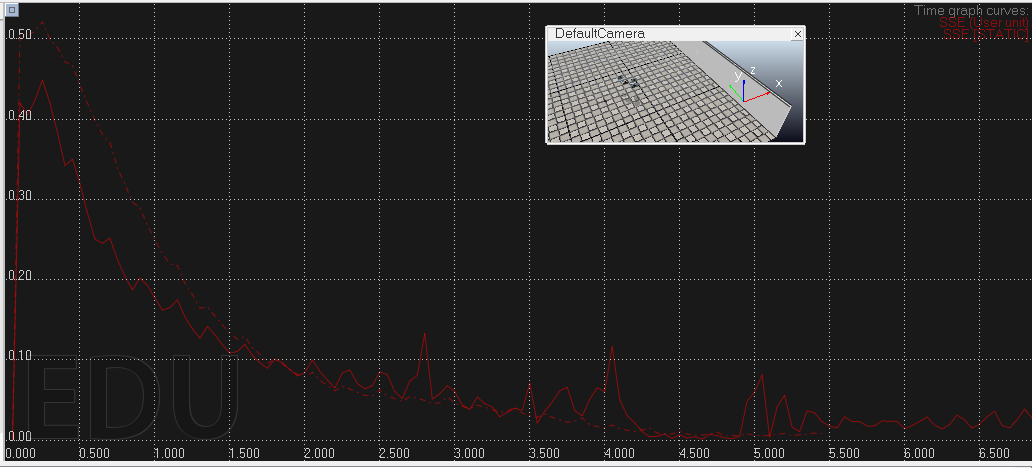 Time graph curves:
SSE (User unit)
SSE [STATIC]
DefaultCamera
z
y
x
0.50
0.40
0.30
0.20
0.10
0.00
EDU
0.000 0.500 1.000 1.500 2.000 2.500 3.000 3.500 4.000 4.500 5.000 5.500 6.000 6.500